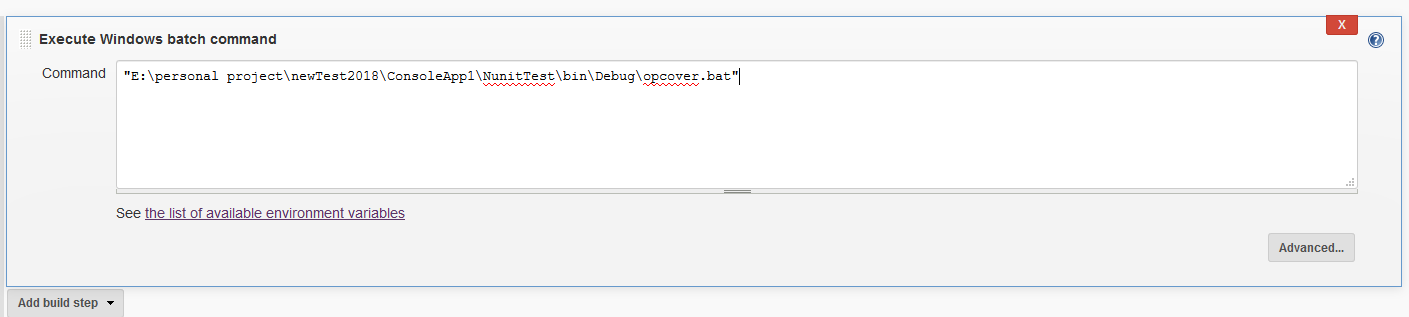 X
Execute Windows batch command
?
Command
"E:\personal project\newTest2018\ConsoleApp1\NunitTest\bin\Debug\opcover.bat"
See the list of available environment variables
Advanced...
Add build step